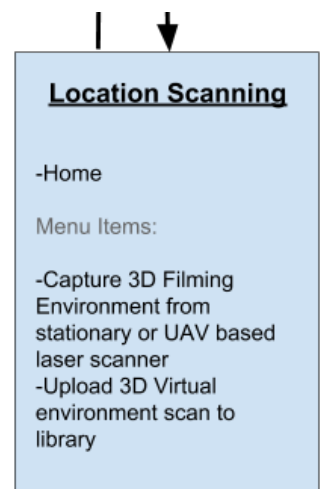 Location Scanning
-Home
Menu Items:
-Capture 3D Filming
Environment from
stationary or UAV based
laser scanner
-Upload 3D Virtual
environment scan to
library